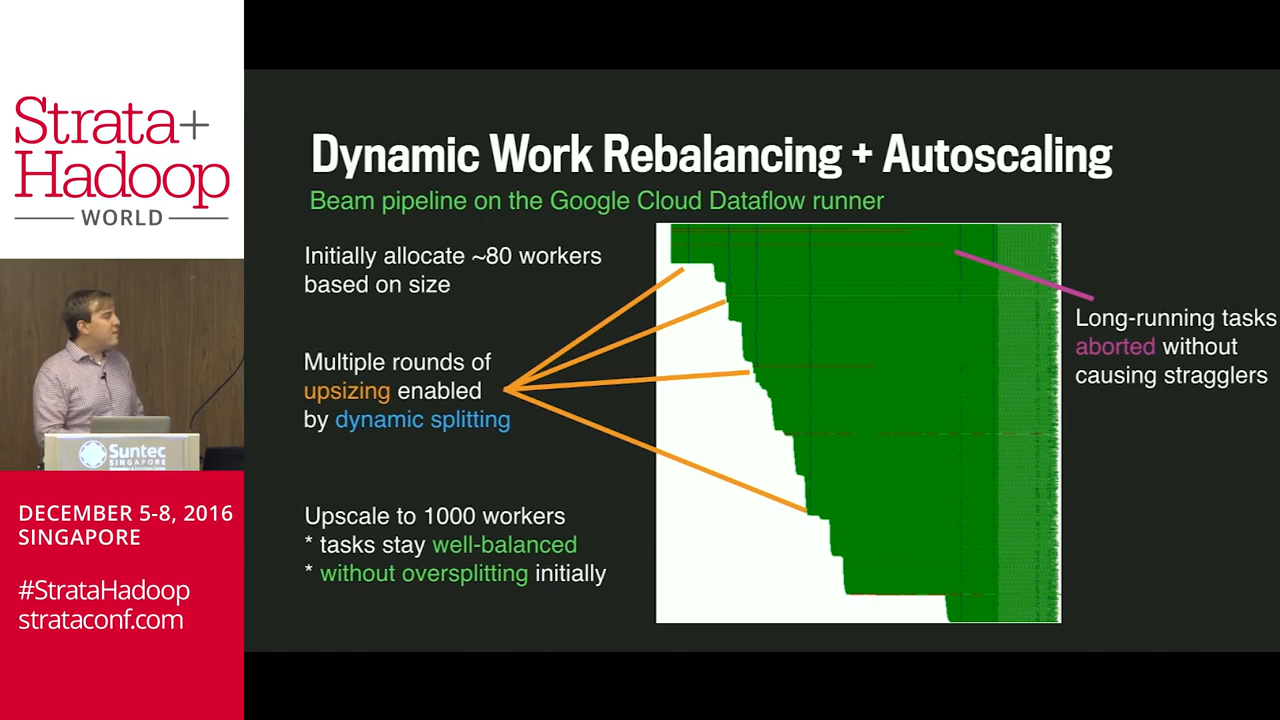 Strata+
Hadoop
WORLD
Suntec
SINGAPORE
DECEMBER 5-8, 2016
SINGAPORE
#StrataHadoop
strataconf.com
Dynamic Work Rebalancing + Autoscaling
Beam pipeline on the Google Cloud Dataflow runner
Initially allocate ~80 workers
based on size
Multiple rounds of
upsizing enabled
by dynamic splitting
Upscale to 1000 workers
* tasks stay well-balanced
* without oversplitting initially
Long-running tasks
aborted without
causing stragglers